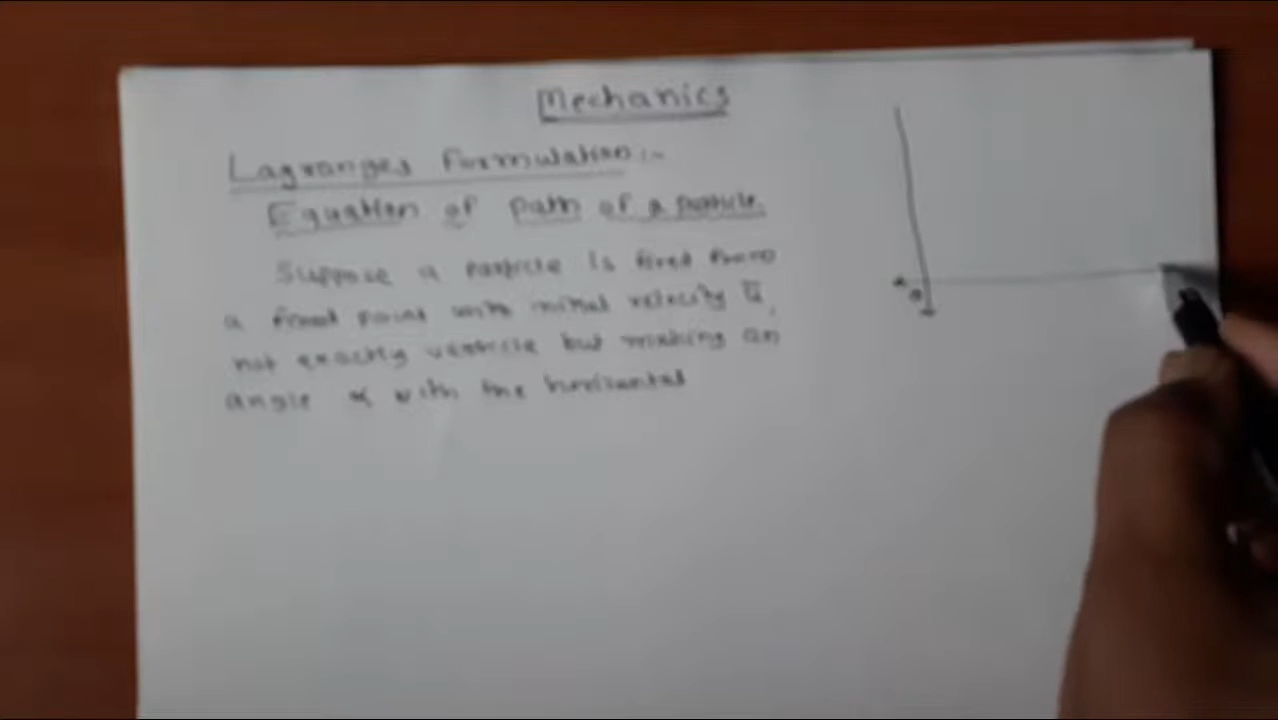 Mechanics
Lagranges Formulation:-
Equation of path of a particle.
Suppose a particle is fired from
a fixed point with initial velocity ū,
not exactly verticle but making an
angle α with the horizontal
O